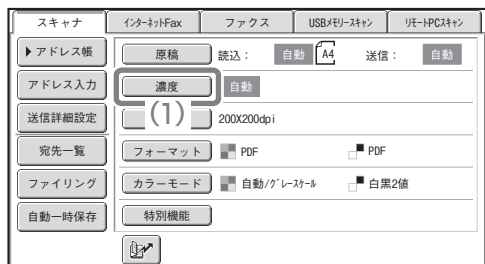 スキャナ インターネットFax ファクス USBメモリースキャン リモートPCスキャン
アドレス帳 原稿 読込: 自動 A4 送信: 自動
アドレス入力 濃度 自動
送信詳細設定 (1) 200X200dpi
宛先一覧 フォーマット PDF PDF
ファイリング カラーモード 自動/グレースケール 白黒2値
自動一時保存 特別機能